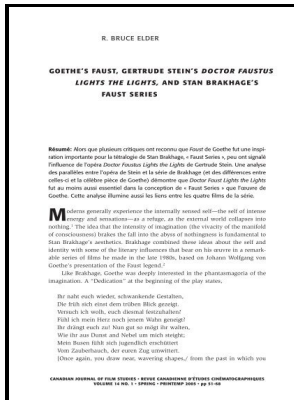 R. BRUCE ELDER
GOETHE'S FAUST, GERTRUDE STEIN'S DOCTOR FAUSTUS
LIGHTS THE LIGHTS, AND STAN BRAKHAGE'S
FAUST SERIES
Résumé: Alors que plusieurs critiques ont reconnu que Faust de Goethe fut une inspi-
ration importante pour la tétralogie de Stan Brakhage, « Faust Series », peu ont signalé
l'influence de l'opéra Doctor Faustus Lights the Lights de Gertrude Stein. Une analyse
des parallèles entre l'opéra de Stein et la série de Brakhage (et des différences entre
celles-ci et la célèbre pièce de Goethe) démontre que Doctor Faust Light the Lights
fut au moins aussi essentiel dans la conception de « Faust Series » que l'œuvre de
Goethe. Cette analyse illumine aussi les liens entre les quatre films de la série.
Moderns generally experience the internally sensed self—the self of intense
energy and sensations—as a refuge, as the external world collapses into
nothing.¹ The idea that the intensity of imagination (the vivacity of the manifold
of consciousness) brakes the fall into the abyss of nothingness is fundamental to
Stan Brakhage's aesthetics. Brakhage combined these ideas about the self and
identity with some of the literary influences that bear on his œuvre in a remark-
able series of films he made in the late 1980s, based on Johann Wolfgang von
Goethe's presentation of the Faust legend.²
Like Brakhage, Goethe was deeply interested in the phantasmagoria of the
imagination. A "Dedication" at the beginning of the play states,
Ihr naht euch wieder, schwankende Gestalten,
Die früh sich einst dem trüben Blick gezeigt.
Versuch ich wohl, euch diesmal festzuhalten?
Fühl ich mein Herz noch jenem Wahn geneigt?
Ihr drängt euch zu! Nun gut so mögt ihr walten,
Wie ihr aus Dunst und Nebel um mich steigt;
Mein Busen fühlt sich jugendlich erschüttert
Vom Zauberhauch, der euren Zug umwittert.
[Once again, you draw near, wavering shapes,/ from the past in which you
CANADIAN JOURNAL OF FILM STUDIES • REVUE CANADIENNE D'ÉTUDES CINÉMATOGRAPHIQUES
VOLUME 14 NO. 1 • SPRING • PRINTEMPS 2005 • pp 51-68